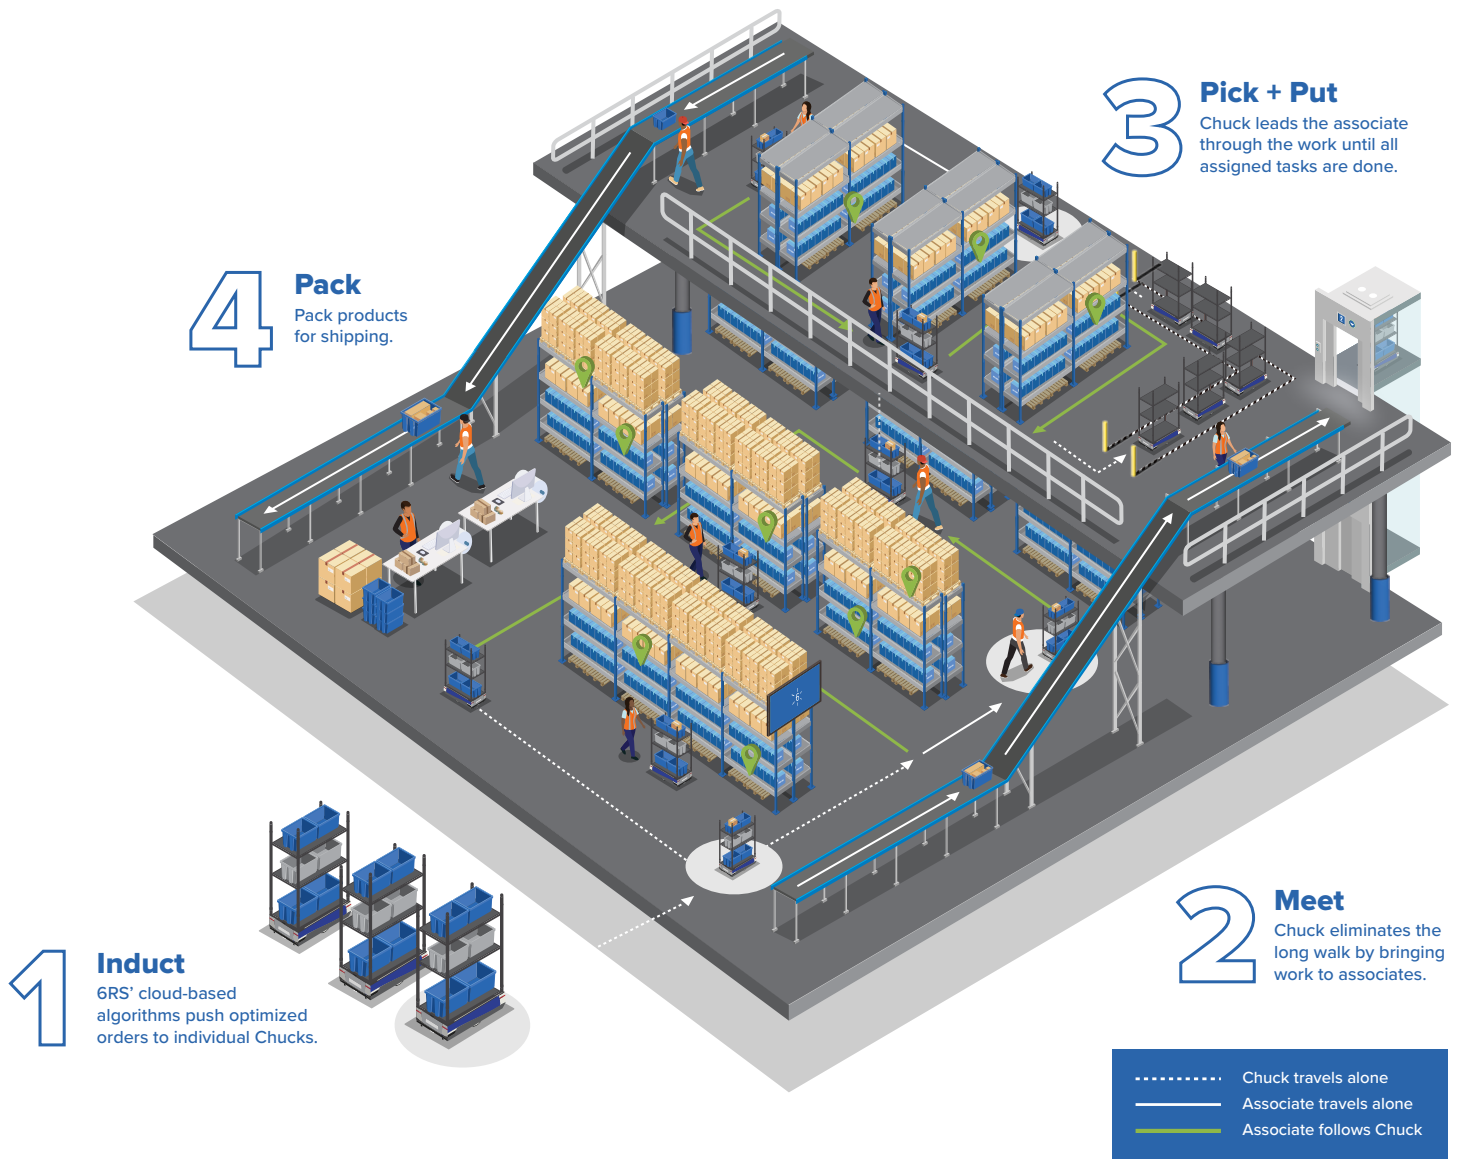 1
Induct
6RS’ cloud-based
algorithms push optimized
orders to individual Chucks.
2
Meet
Chuck eliminates the
long walk by bringing
work to associates.
3
Pick + Put
Chuck leads the associate
through the work until all
assigned tasks are done.
4
Pack
Pack products
for shipping.
6
2
Chuck travels alone
Associate travels alone
Associate follows Chuck